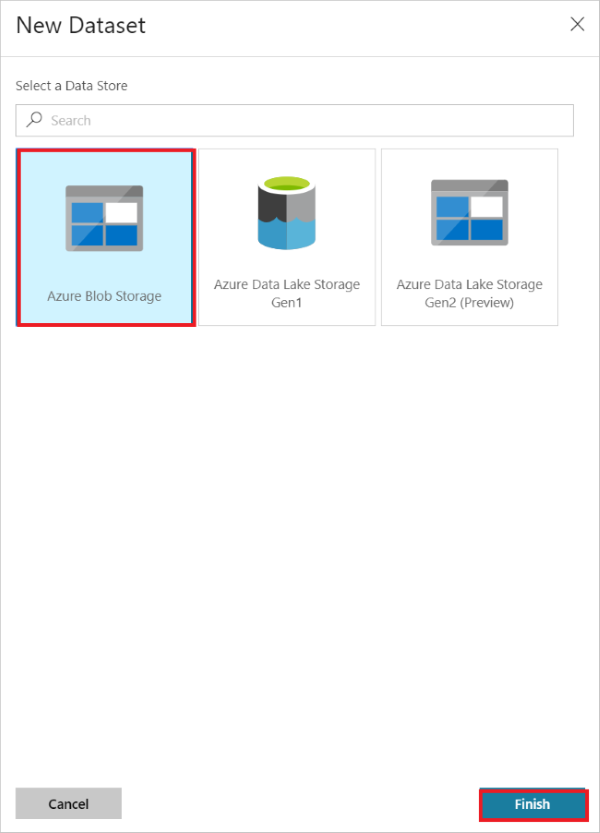 New Dataset
Select a Data Store
Search
Azure Blob Storage
Azure Data Lake Storage
Gen1
Azure Data Lake Storage
Gen2 (Preview)
Cancel
Finish